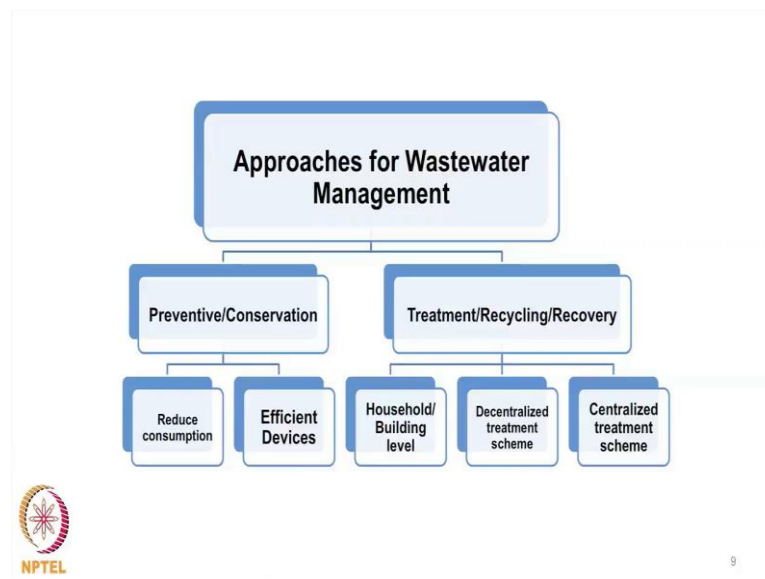 Approaches for Wastewater
Management
Preventive/Conservation
Treatment/Recycling/Recovery
Reduce
consumption
Efficient
Devices
Household/
Building
level
Decentralized
treatment
scheme
Centralized
treatment
scheme
NPTEL
9